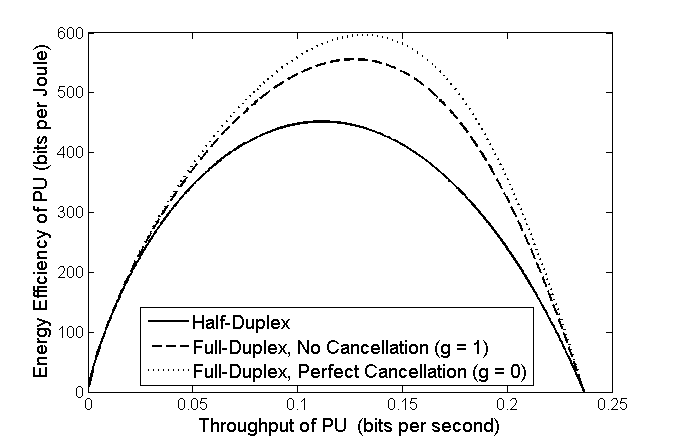 Energy Efficiency of PU (bits per Joule)
600
500
400
300
200
100
0
Half-Duplex
Full-Duplex, No Cancellation (g = 1)
Full-Duplex, Perfect Cancellation (g = 0)
0 0.05 0.1 0.15 0.2 0.25
Throughput of PU (bits per second)